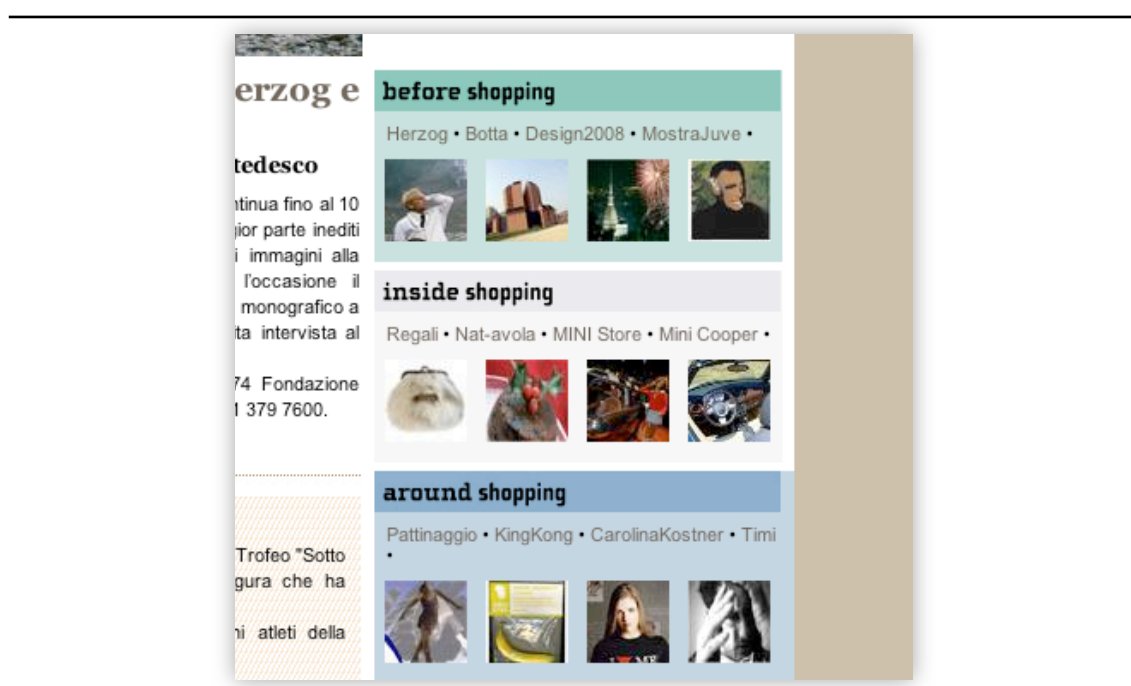 erzog e
tedesco
ntinua fino al 10
gior parte inediti
i immagini alla
l'occasione il
monografico a
ita intervista al
74 Fondazione
1 379 7600.
Trofeo "Sotto
gura che ha
ni atleti della
before shopping
Herzog • Botta • Design2008 • MostraJuve •
inside shopping
Regali • Nat-avola • MINI Store • Mini Cooper •
around shopping
Pattinaggio • KingKong • CarolinaKostner • Timi
•